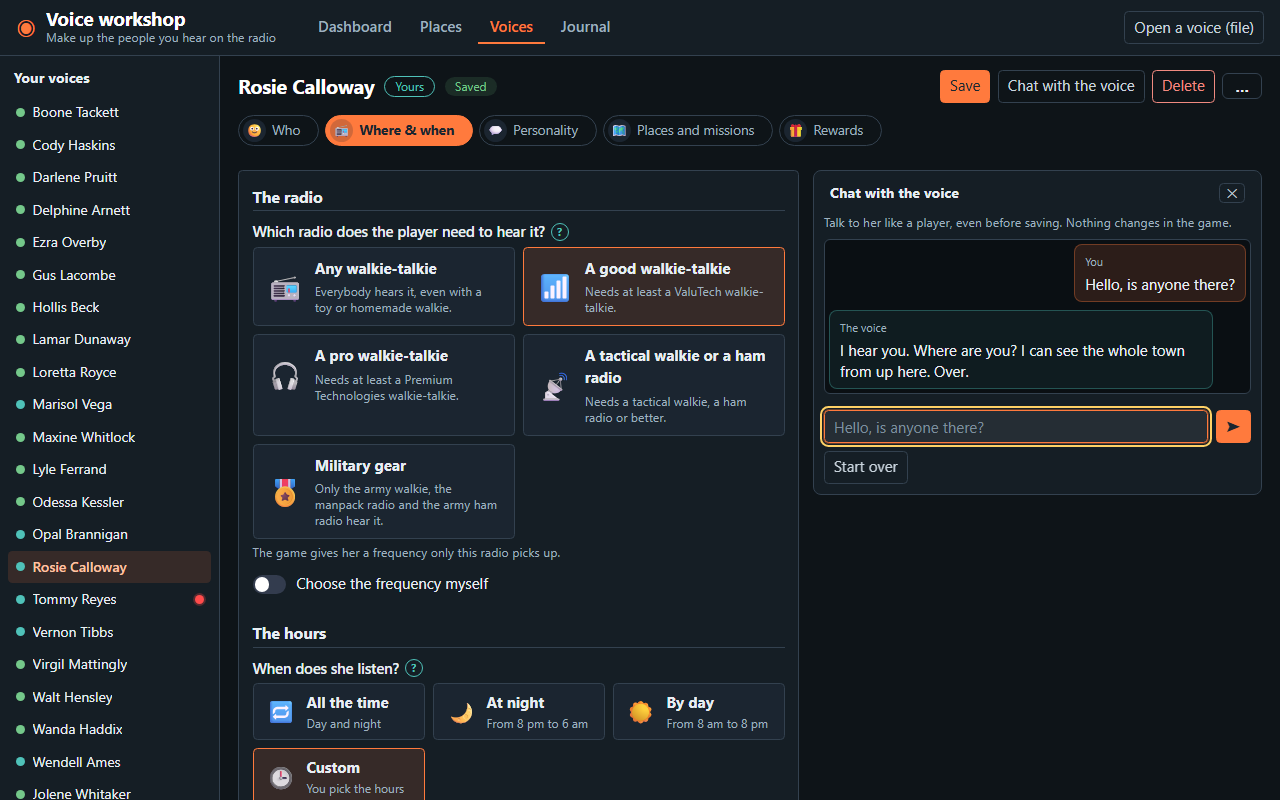 Voice workshop
Make up the people you hear on the radio
Dashboard
Places
Voices
Journal
Open a voice (file)
Your voices
Boone Tackett
Cody Haskins
Darlene Pruitt
Delphine Arnett
Ezra Overby
Gus Lacombe
Hollis Beck
Lamar Dunaway
Loretta Royce
Marisol Vega
Maxine Whitlock
Lyle Ferrand
Odessa Kessler
Opal Brannigan
Rosie Calloway
Tommy Reyes
Vernon Tibbs
Virgil Mattingly
Walt Hensley
Wanda Haddix
Wendell Ames
Jolene Whitaker
Rosie Calloway
Yours
Saved
Save
Chat with the voice
Delete
...
Who
Where & when
Personality
Places and missions
Rewards
The radio
Which radio does the player need to hear it? ?
Any walkie-talkie
Everybody hears it, even with a
toy or homemade walkie.
A good walkie-talkie
Needs at least a ValuTech walkie-
talkie.
A pro walkie-talkie
Needs at least a Premium
Technologies walkie-talkie.
A tactical walkie or a ham
radio
Needs a tactical walkie, a ham
radio or better.
Military gear
Only the army walkie, the
manpack radio and the army ham
radio hear it.
The game gives her a frequency only this radio picks up.
Choose the frequency myself
The hours
When does she listen? ?
All the time
Day and night
At night
From 8 pm to 6 am
By day
From 8 am to 8 pm
Custom
You pick the hours
Chat with the voice
Talk to her like a player, even before saving. Nothing changes in the game.
You
Hello, is anyone there?
The voice
I hear you. Where are you? I can see the whole town
from up here. Over.
Hello, is anyone there?
Start over